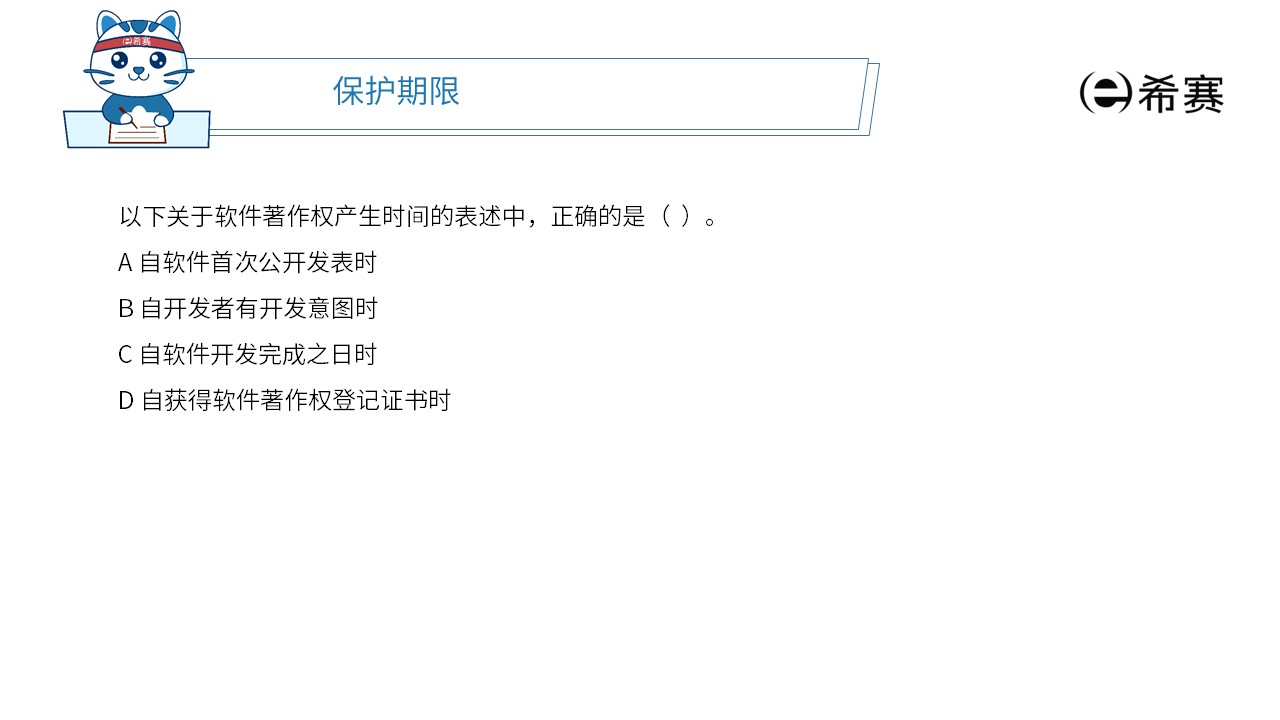 希赛
保护期限
希赛
以下关于软件著作权产生时间的表述中，正确的是（ ）。
A 自软件首次公开发表时
B 自开发者有开发意图时
C 自软件开发完成之日时
D 自获得软件著作权登记证书时